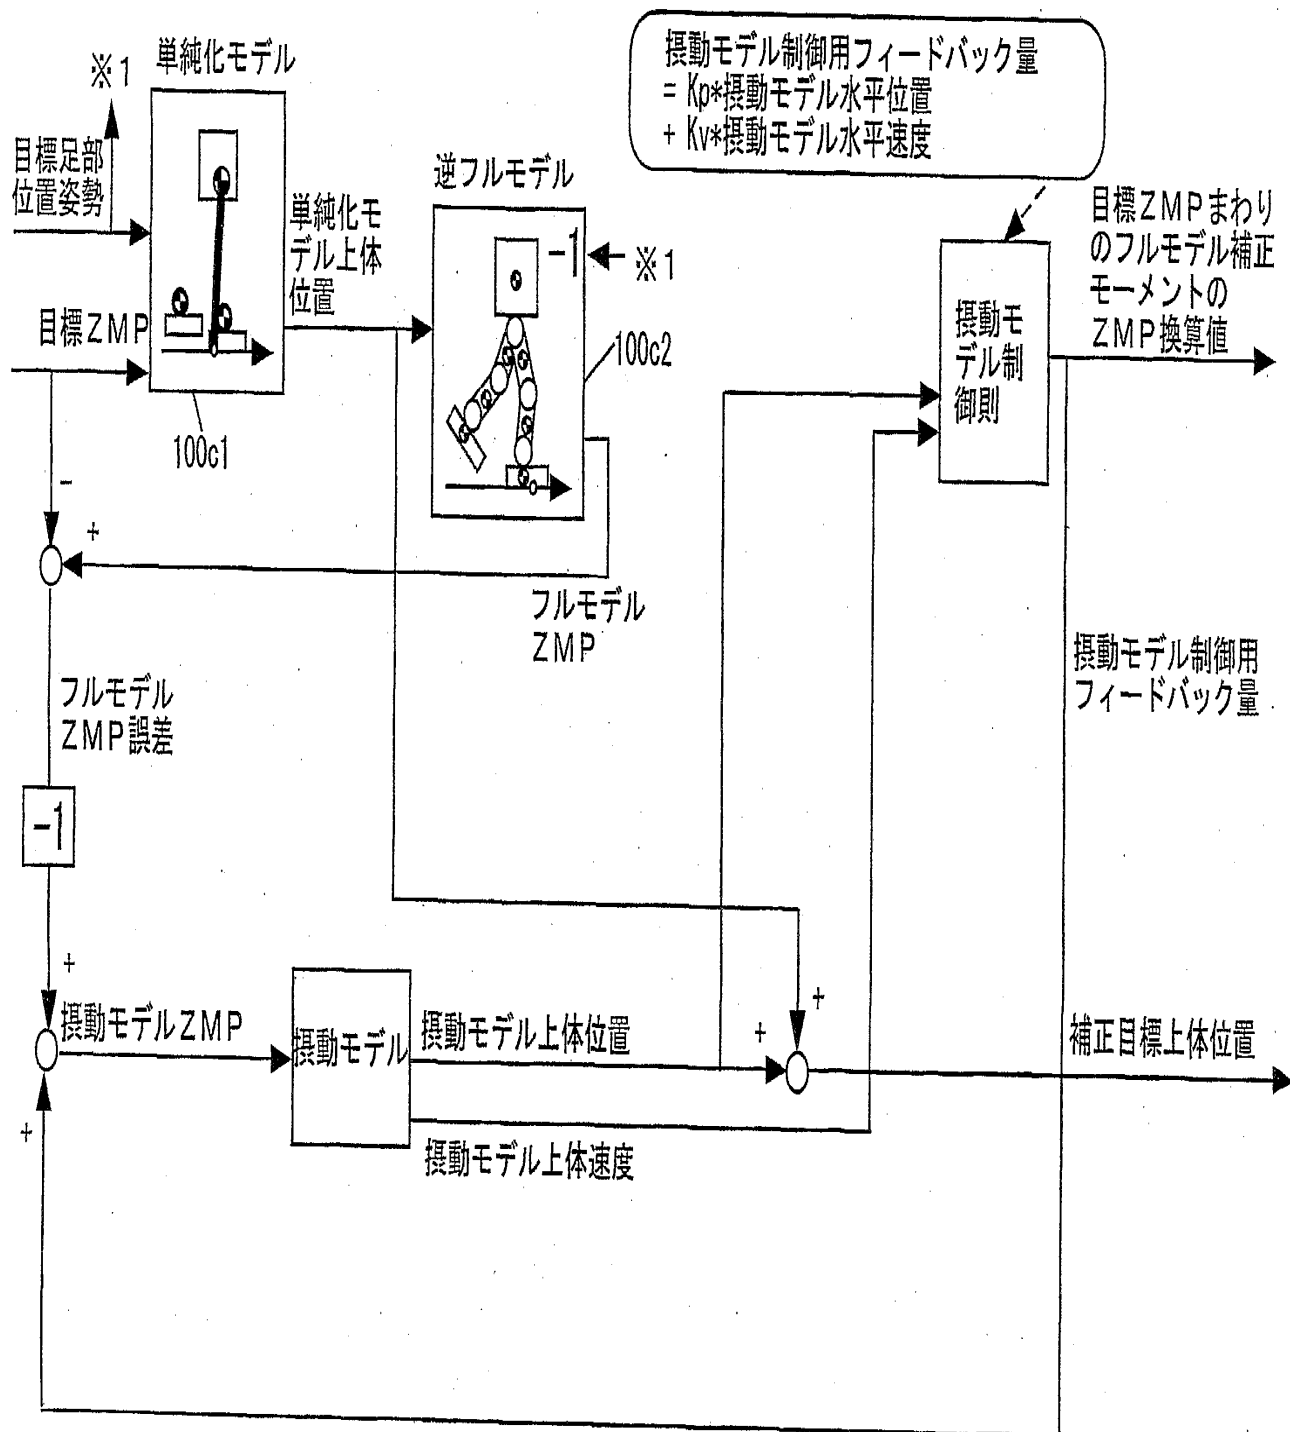 単純化モデル
※1
目標足部
位置姿勢
目標ZMP
100c1
単純化モ
デル上体
位置
逆フルモデル
-1
※1
100c2
摂動モデル制御用フィードバック量
= Kp*摂動モデル水平位置
+ Kv*摂動モデル水平速度
摂動モ
デル制
御則
目標ZMPまわり
のフルモデル補正
モーメントの
ZMP換算値
-
+
フルモデル
ZMP
フルモデル
ZMP誤差
摂動モデル制御用
フィードバック量
-1
+
摂動モデルZMP
+
摂動モデル
摂動モデル上体位置
摂動モデル上体速度
+
+
補正目標上体位置